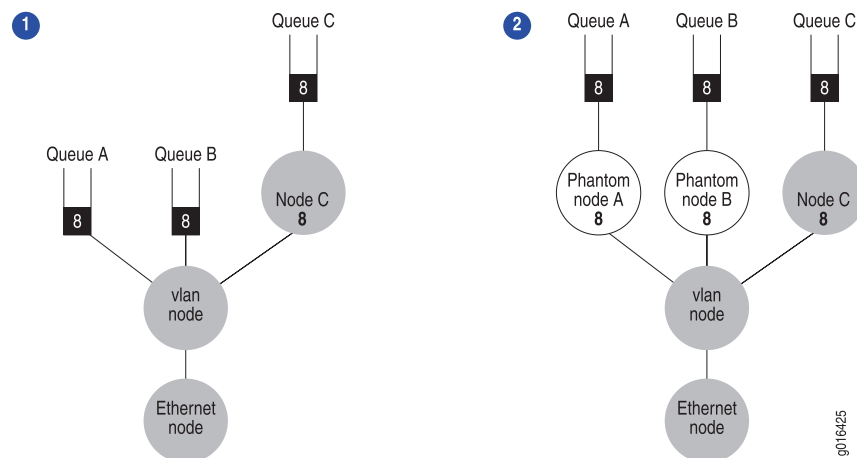 1
Queue C
8
Queue A
Queue B
8
8
Node C
8
vlan
node
Ethernet
node
2
Queue A
Queue B
Queue C
8
8
8
Phantom
node A
8
Phantom
node B
8
Node C
8
vlan
node
Ethernet
node
g016425